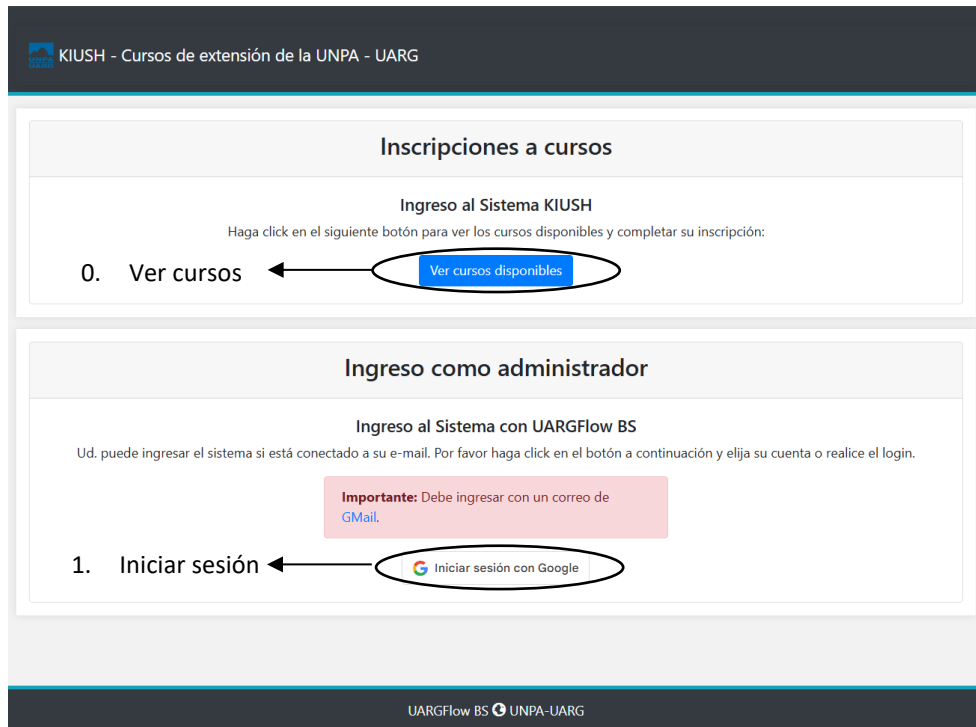 UNPA
UARG
KIUSH - Cursos de extensión de la UNPA - UARG
Inscripciones a cursos
Ingreso al Sistema KIUSH
Haga click en el siguiente botón para ver los cursos disponibles y completar su inscripción:
0. Ver cursos
Ver cursos disponibles
Ingreso como administrador
Ingreso al Sistema con UARGFlow BS
Ud. puede ingresar el sistema si está conectado a su e-mail. Por favor haga click en el botón a continuación y elija su cuenta o realice el login.
Importante: Debe ingresar con un correo de
GMail.
1. Iniciar sesión
Iniciar sesión con Google
UARGFlow BS UNPA-UARG